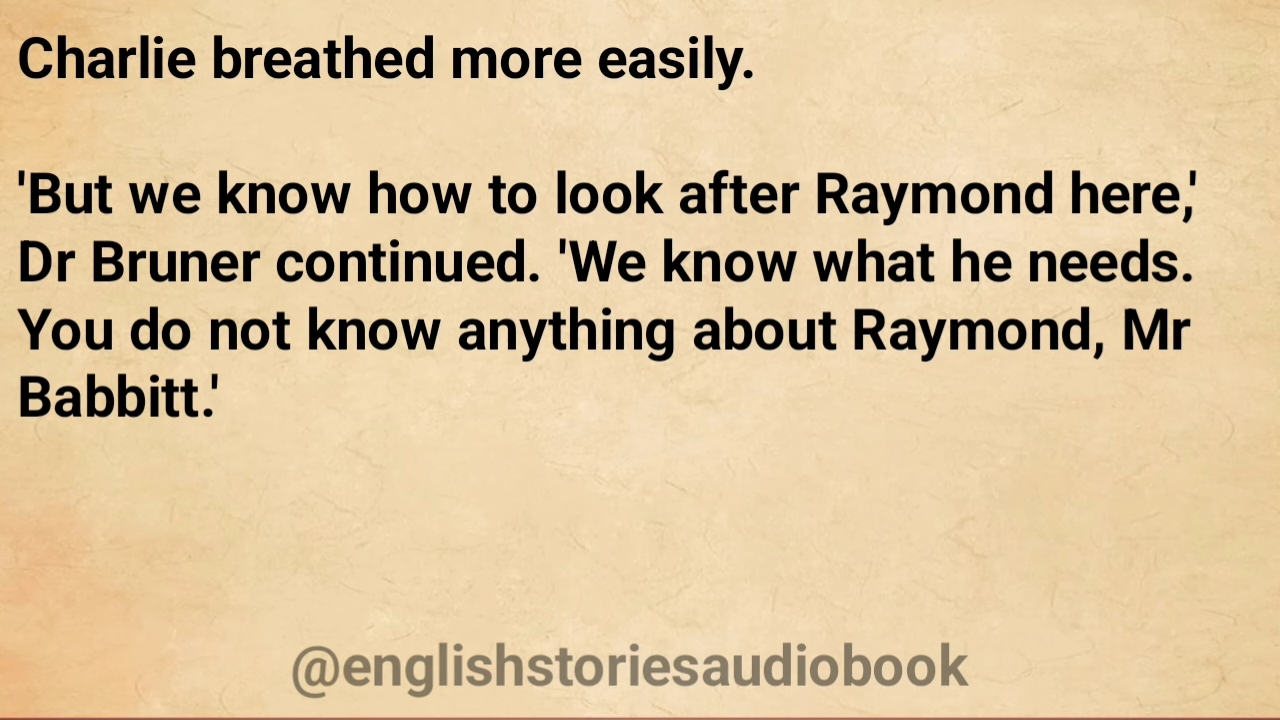 Charlie breathed more easily.
'But we know how to look after Raymond here,'
Dr Bruner continued. 'We know what he needs.
You do not know anything about Raymond, Mr
Babbitt.'
@englishstoriesaudiobook